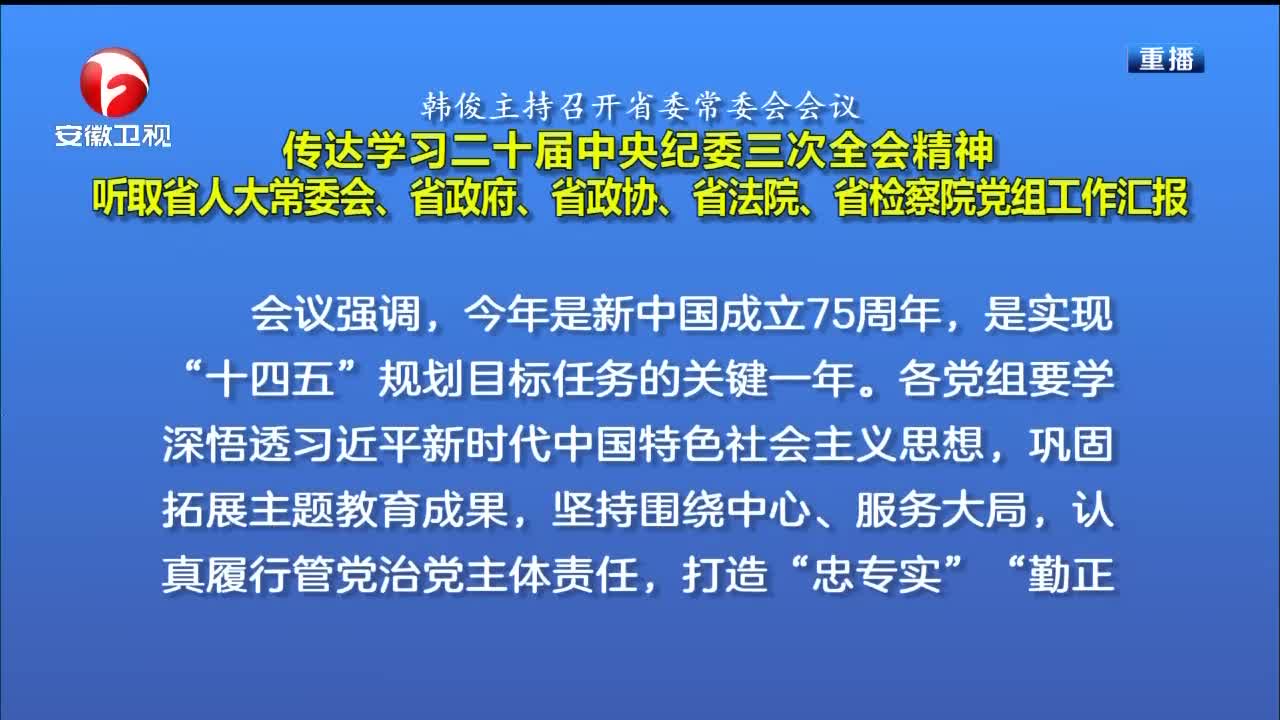 重播
安徽卫视
韩俊主持召开省委常委会会议
传达学习二十届中央纪委三次全会精神
听取省人大常委会、省政府、省政协、省法院、省检察院党组工作汇报
会议强调，今年是新中国成立75周年，是实现
“十四五”规划目标任务的关键一年。各党组要学
深悟透习近平新时代中国特色社会主义思想，巩固
拓展主题教育成果，坚持围绕中心、服务大局，认
真履行管党治党主体责任，打造“忠专实”“勤正